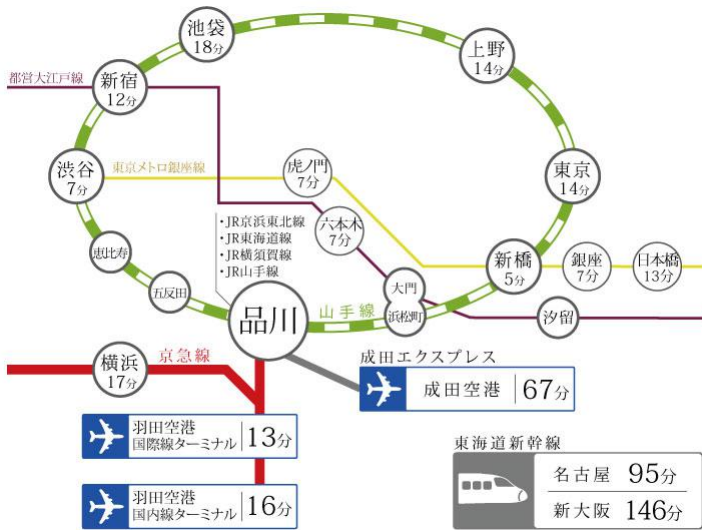 池袋
18分
上野
14分
都営大江戸線
新宿
12分
渋谷
7分
東京メトロ銀座線
虎ノ門
7分
東京
14分
・JR京浜東北線
・JR東海道線
・JR横須賀線
・JR山手線
六本木
7分
新橋
5分
銀座
7分
日本橋
13分
恵比寿
五反田
品川
山手線
大門
浜松町
汐留
横浜
17分
京急線
成田エクスプレス
成田空港 67分
羽田空港
国際線ターミナル 13分
羽田空港
国内線ターミナル 16分
東海道新幹線
名古屋 95分
新大阪 146分